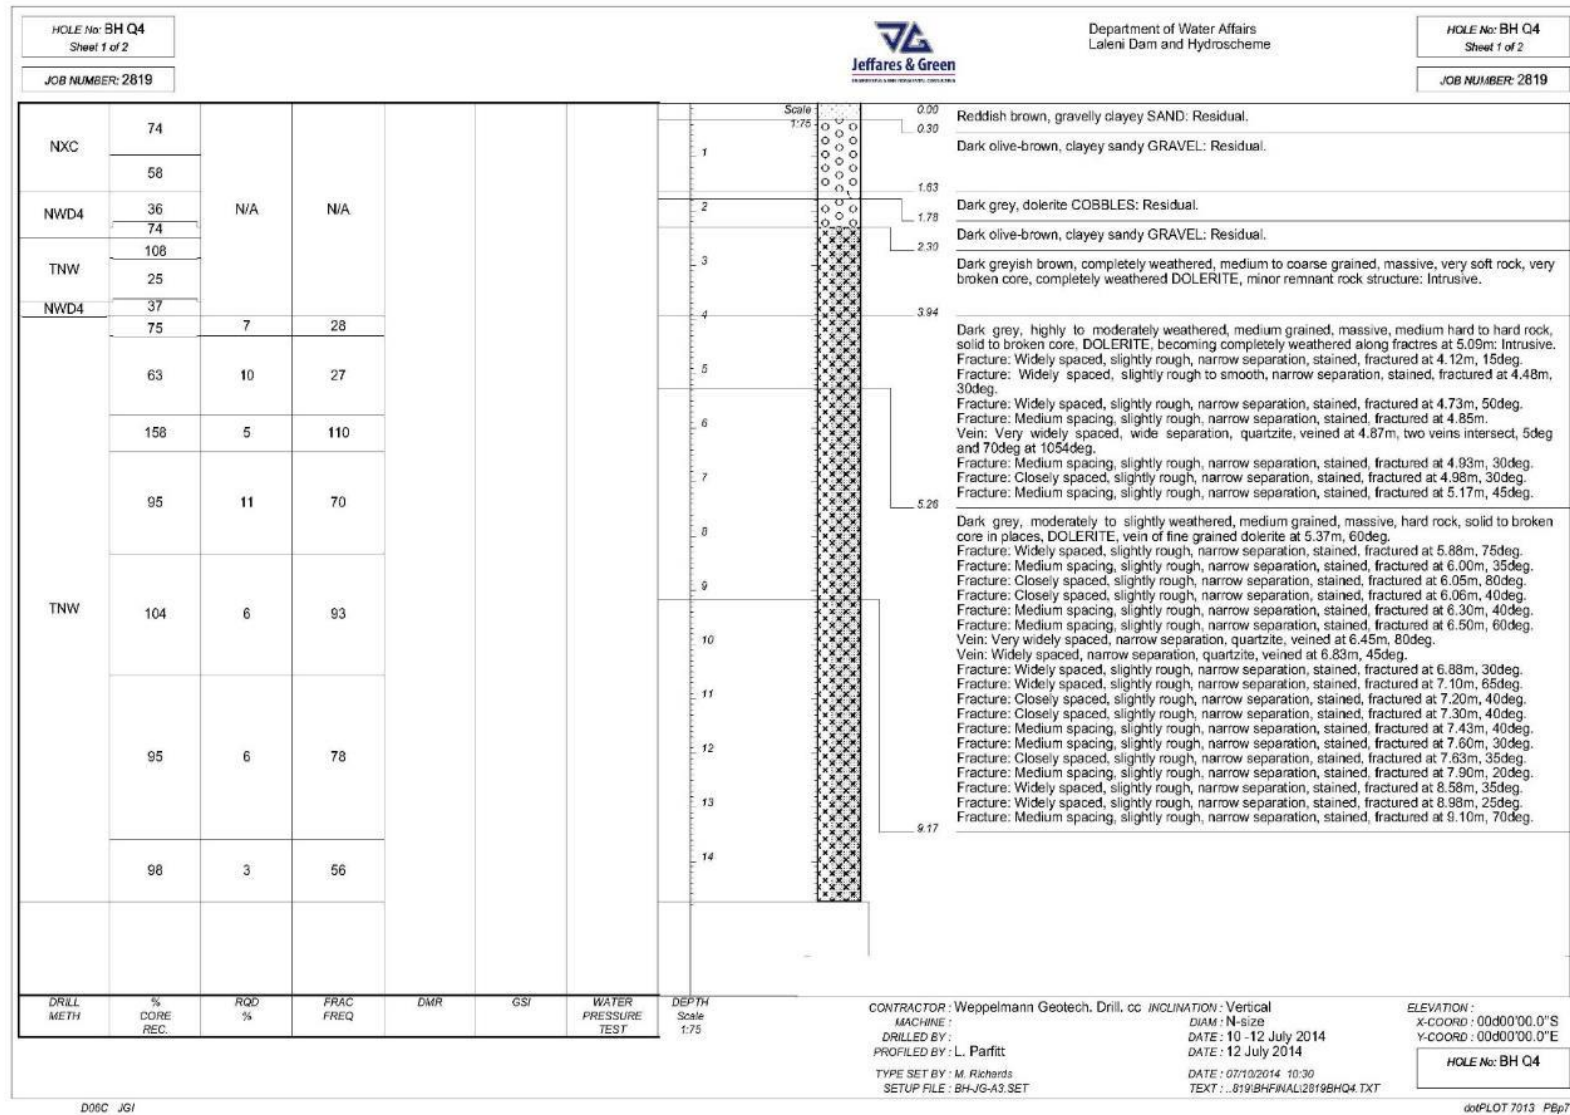 HOLE No: BH Q4
Sheet 1 of 2
JOB NUMBER: 2819
Jeffares & Green
Department of Water Affairs
Laleni Dam and Hydroscheme
HOLE No: BH Q4
Sheet 1 of 2
JOB NUMBER: 2819
NXC
NWD4
TNW
NWD4
TNW
74
58
36
74
108
25
37
75
63
158
95
104
95
98
N/A
7
10
5
11
6
6
3
N/A
28
27
110
70
93
78
56
1
2
3
4
5
6
7
8
9
10
11
12
13
14
Scale
1:75
0.00
0.30
1.63
1.78
2.30
3.94
5.26
9.17
Reddish brown, gravelly clayey SAND: Residual.
Dark olive-brown, clayey sandy GRAVEL: Residual.
Dark grey, dolerite COBBLES: Residual.
Dark olive-brown, clayey sandy GRAVEL: Residual.
Dark greyish brown, completely weathered, medium to coarse grained, massive, very soft rock, very
broken core, completely weathered DOLERITE, minor remnant rock structure: Intrusive.
Dark grey, highly to moderately weathered, medium grained, massive, medium hard to hard rock,
solid to broken core, DOLERITE, becoming completely weathered along fractres at 5.09m: Intrusive.
Fracture: Widely spaced, slightly rough, narrow separation, stained, fractured at 4.12m, 15deg.
Fracture: Widely spaced, slightly rough to smooth, narrow separation, stained, fractured at 4.48m,
30deg.
Fracture: Widely spaced, slightly rough, narrow separation, stained, fractured at 4.73m, 50deg.
Fracture: Medium spacing, slightly rough, narrow separation, stained, fractured at 4.85m.
Vein: Very widely spaced, wide separation, quartzite, veined at 4.87m, two veins intersect, 5deg
and 70deg at 1054deg.
Fracture: Medium spacing, slightly rough, narrow separation, stained, fractured at 4.93m, 30deg.
Fracture: Closely spaced, slightly rough, narrow separation, stained, fractured at 4.98m, 30deg.
Fracture: Medium spacing, slightly rough, narrow separation, stained, fractured at 5.17m, 45deg.
Dark grey, moderately to slightly weathered, medium grained, massive, hard rock, solid to broken
core in places, DOLERITE, vein of fine grained dolerite at 5.37m, 60deg.
Fracture: Widely spaced, slightly rough, narrow separation, stained, fractured at 5.88m, 75deg.
Fracture: Medium spacing, slightly rough, narrow separation, stained, fractured at 6.00m, 35deg.
Fracture: Closely spaced, slightly rough, narrow separation, stained, fractured at 6.05m, 80deg.
Fracture: Closely spaced, slightly rough, narrow separation, stained, fractured at 6.06m, 40deg.
Fracture: Medium spacing, slightly rough, narrow separation, stained, fractured at 6.30m, 40deg.
Fracture: Medium spacing, slightly rough, narrow separation, stained, fractured at 6.50m, 60deg.
Vein: Very widely spaced, narrow separation, quartzite, veined at 6.45m, 80deg.
Vein: Widely spaced, narrow separation, quartzite, veined at 6.83m, 45deg.
Fracture: Widely spaced, slightly rough, narrow separation, stained, fractured at 6.88m, 30deg.
Fracture: Widely spaced, slightly rough, narrow separation, stained, fractured at 7.10m, 65deg.
Fracture: Closely spaced, slightly rough, narrow separation, stained, fractured at 7.20m, 40deg.
Fracture: Closely spaced, slightly rough, narrow separation, stained, fractured at 7.30m, 40deg.
Fracture: Medium spacing, slightly rough, narrow separation, stained, fractured at 7.43m, 40deg.
Fracture: Medium spacing, slightly rough, narrow separation, stained, fractured at 7.60m, 30deg.
Fracture: Closely spaced, slightly rough, narrow separation, stained, fractured at 7.63m, 35deg.
Fracture: Medium spacing, slightly rough, narrow separation, stained, fractured at 7.90m, 20deg.
Fracture: Widely spaced, slightly rough, narrow separation, stained, fractured at 8.58m, 35deg.
Fracture: Widely spaced, slightly rough, narrow separation, stained, fractured at 8.98m, 25deg.
Fracture: Medium spacing, slightly rough, narrow separation, stained, fractured at 9.10m, 70deg.
DRILL METH
% CORE REC.
RQD %
FRAC FREQ
DMR
GSI
WATER PRESSURE TEST
DEPTH Scale 1:75
CONTRACTOR : Weppelmann Geotech. Drill. cc
MACHINE :
DRILLED BY :
PROFILED BY : L. Parfitt
TYPE SET BY : M. Richards
SETUP FILE : BH-JG-A3.SET
INCLINATION : Vertical
DIAM : N-size
DATE : 10 -12 July 2014
DATE : 12 July 2014
DATE : 07/10/2014 10:30
TEXT : ..819\BHFINAL\2819BHQ4.TXT
ELEVATION :
X-COORD : 00d00'00.0"S
Y-COORD : 00d00'00.0"E
HOLE No: BH Q4
D06C JGI
dotPLOT 7013 PBp7